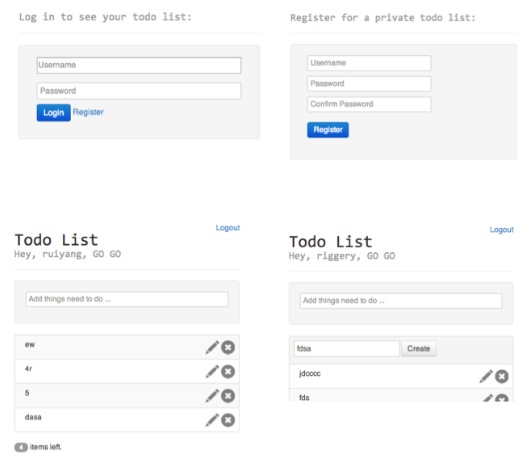 Log in to see your todo list:
Username
Password
Login Register
Register for a private todo list:
Username
Password
Confirm Password
Register
Logout
Todo List
Hey, ruiyang, GO GO
Add things need to do ...
ew
4r
5
dasa
4 items left.
Logout
Todo List
Hey, riggery, GO GO
Add things need to do ...
fdsa Create
jdcccc
fds